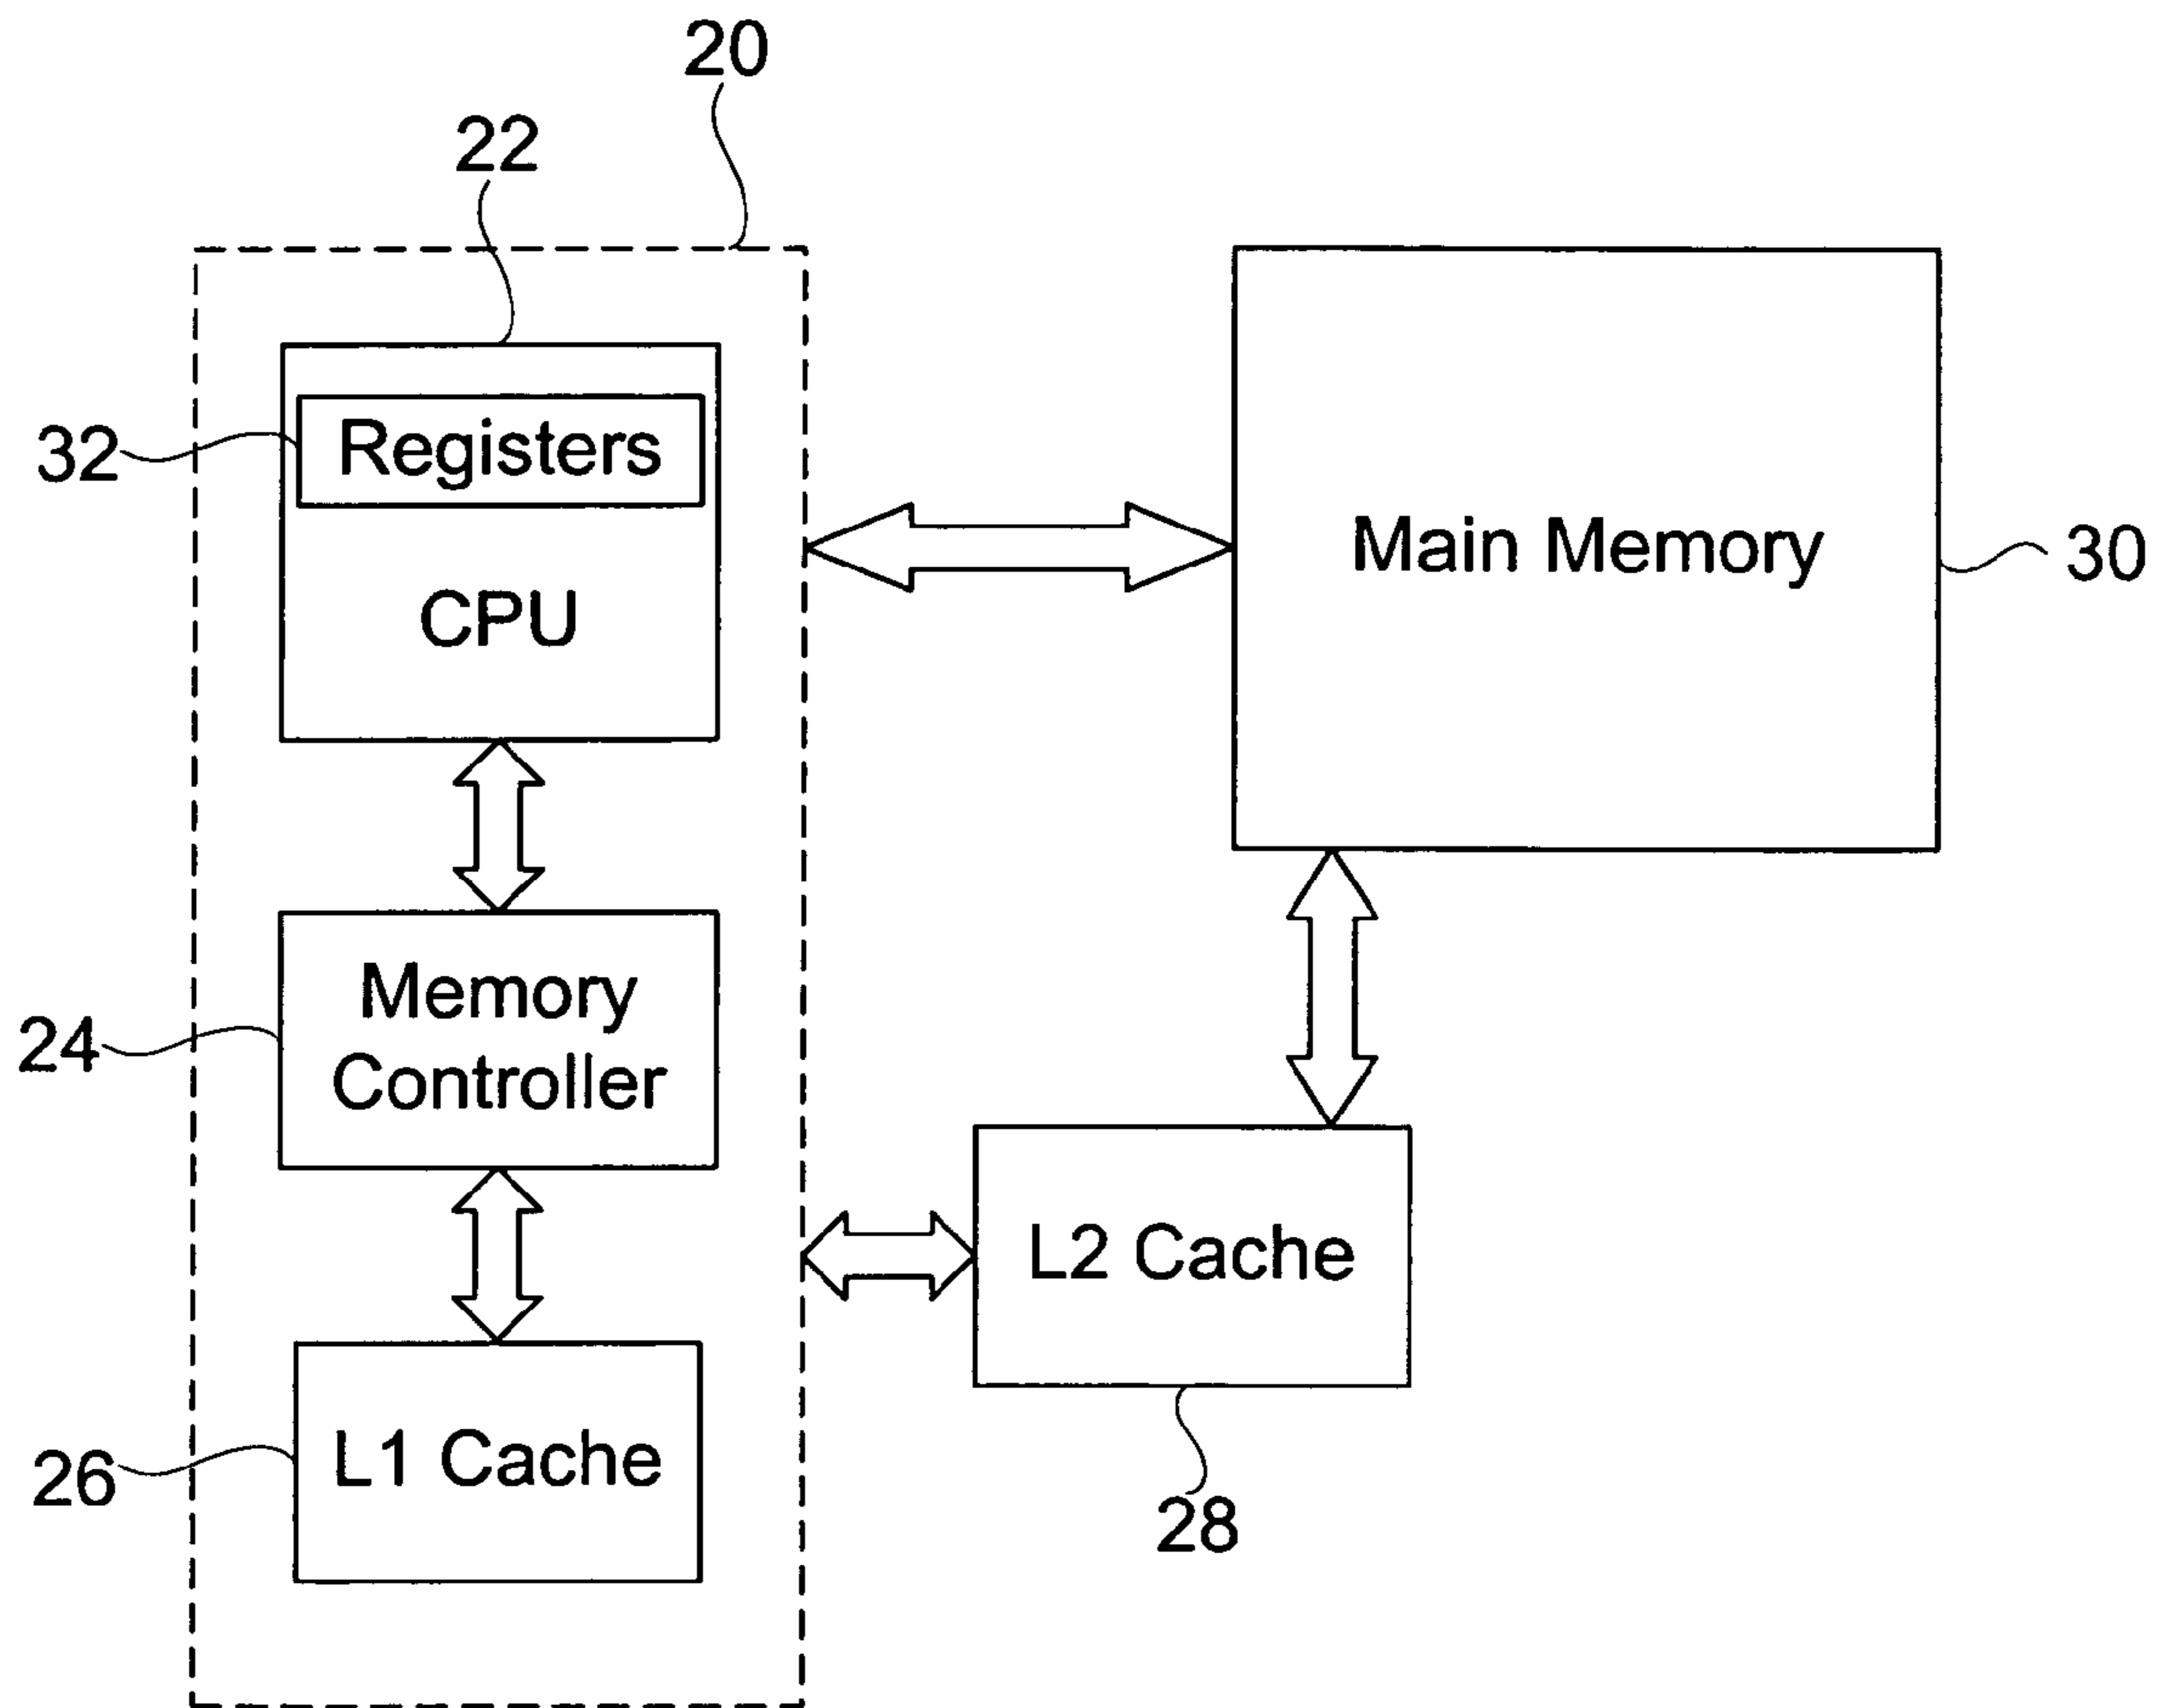 20
22
32
Registers
CPU
Main Memory
30
24
Memory
Controller
L2 Cache
26
L1 Cache
28